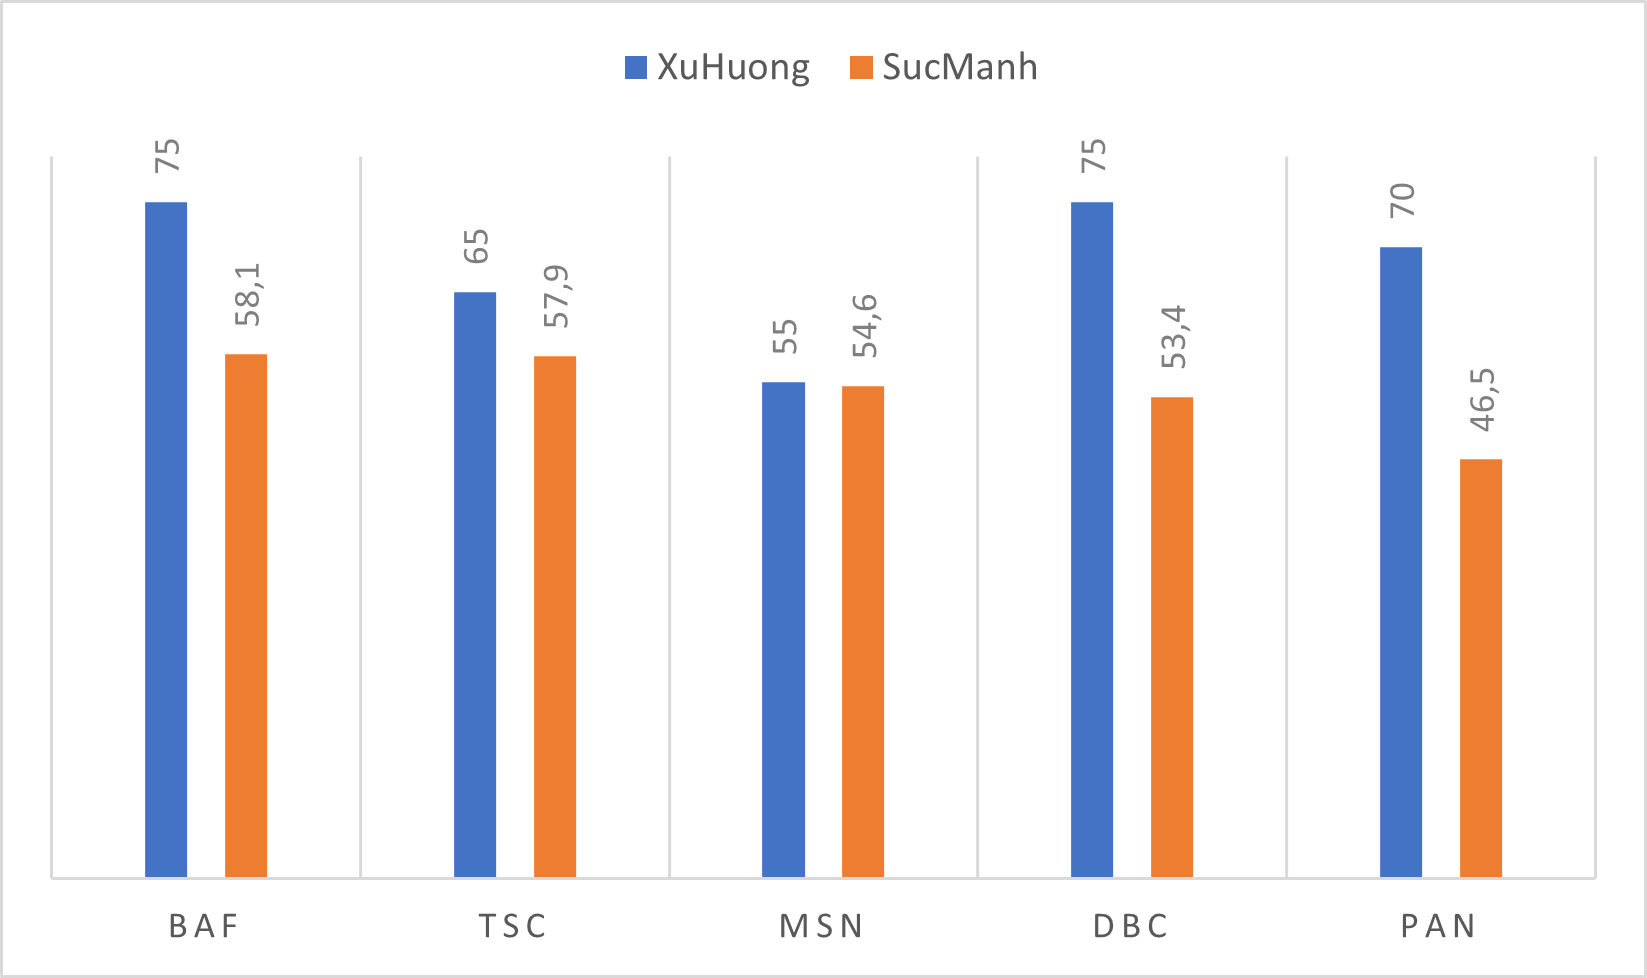 XuHuong SucManh
75 58,1 65 57,9 55 54,6 75 53,4 70 46,5
BAF TSC MSN DBC PAN